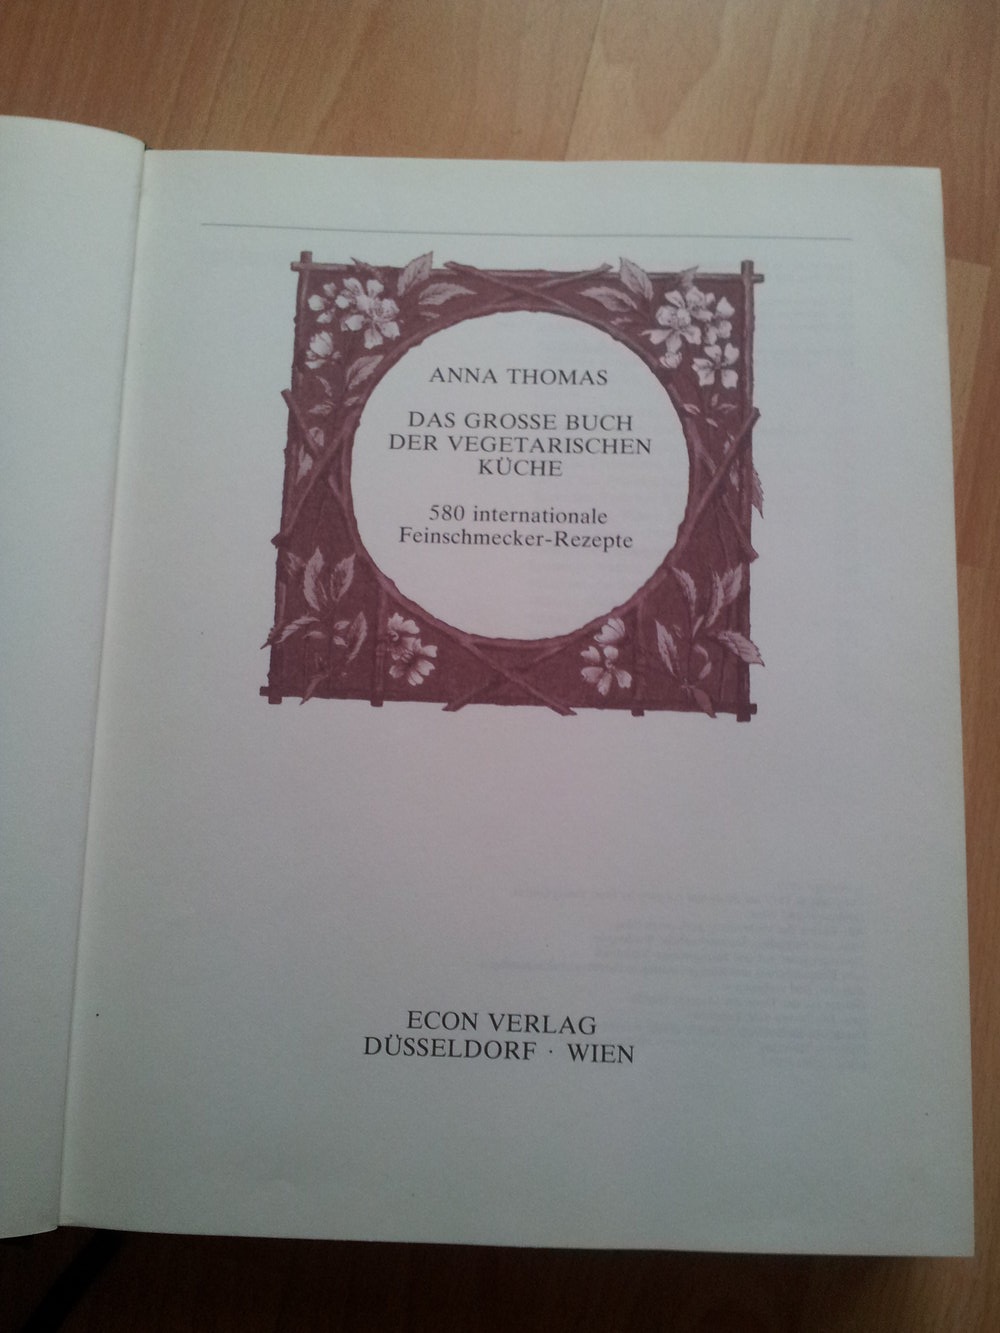 ANNA THOMAS
DAS GROSSE BUCH
DER VEGETARISCHEN
KÜCHE
580 internationale
Feinschmecker-Rezepte
ECON VERLAG
DÜSSELDORF · WIEN